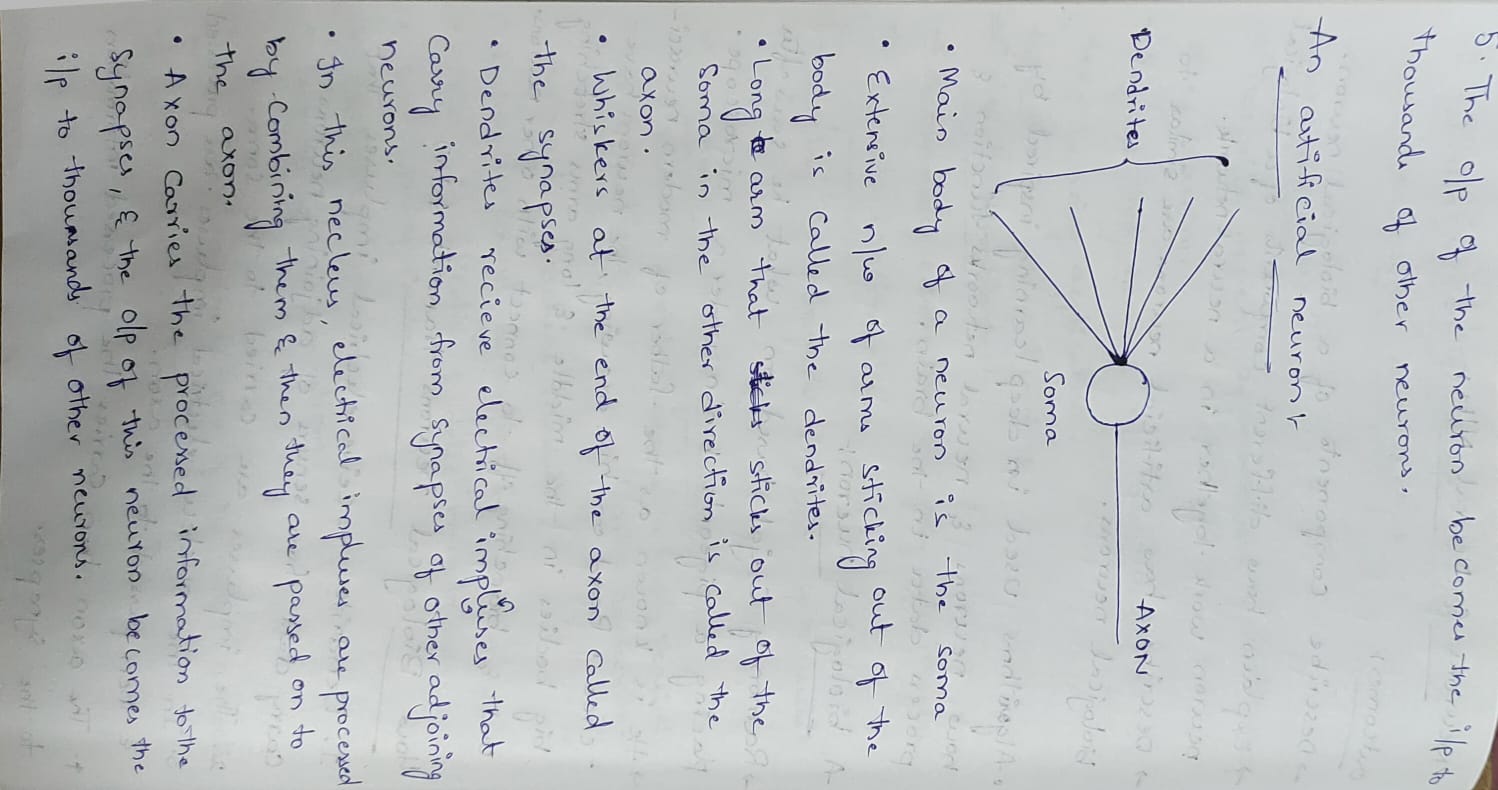 5. The o/p of the neuron becomes the i/p to
thousands of other neurons.
An artificial neuron:
Dendrites
AXON
Soma
• Main body of a neuron is the soma
• Extensive n/w of arms sticking out of the
body is called the dendrites.
• Long arm that sticks out of the
Soma in the other direction is called the
axon.
• Whiskers at the end of the axon called
the synapses.
• Dendrites recieve electrical impluses that
Carry information from synapses of other adjoining
neurons.
• In this necleus, electrical impluses are processed
by Combining them & then they are passed on to
the axon.
• Axon Carries the processed information to the
synapses, & the o/p of this neuron becomes the
i/p to thousands of other neurons.